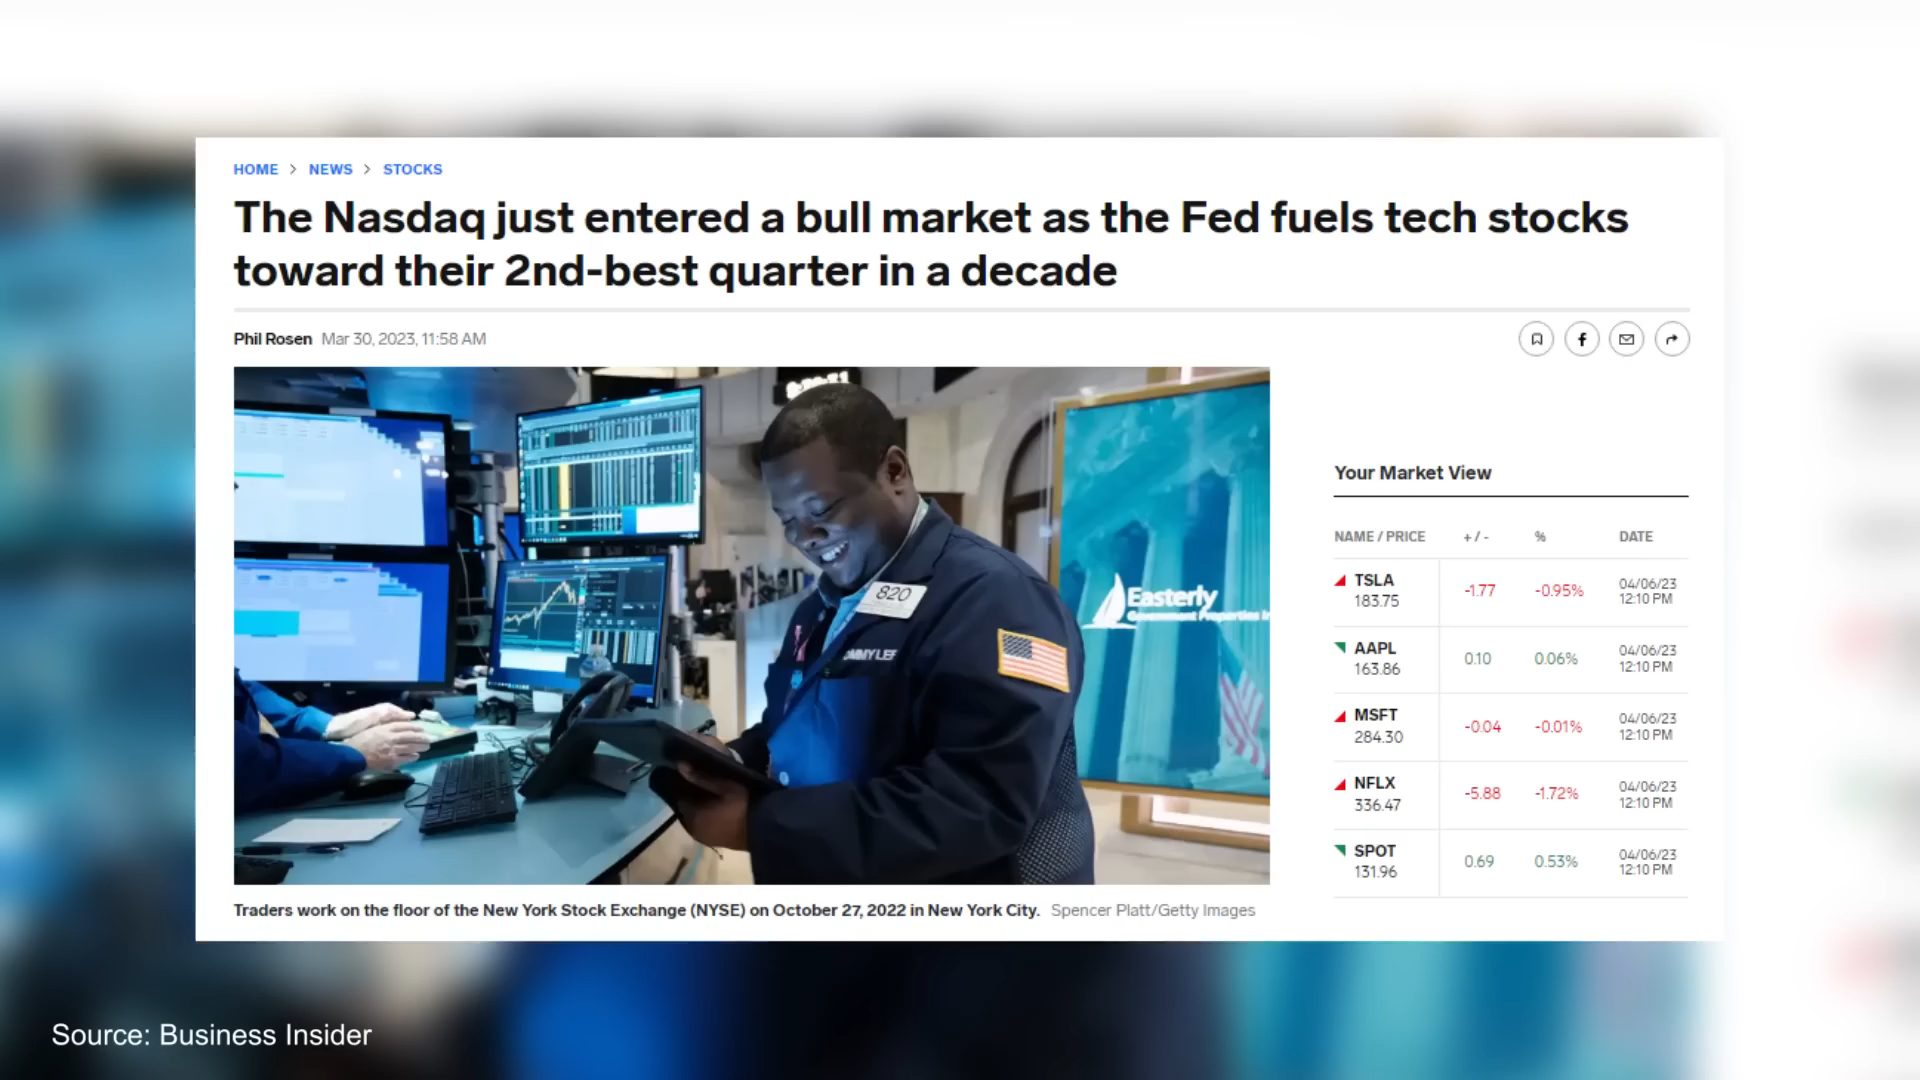 HOME > NEWS > STOCKS
The Nasdaq just entered a bull market as the Fed fuels tech stocks
toward their 2nd-best quarter in a decade
Phil Rosen Mar 30, 2023, 11:58 AM
820
Easterly
Government Properties
Your Market View
NAME / PRICE + / - % DATE
TSLA
183.75 -1.77 -0.95% 04/06/23
12:10 PM
AAPL
163.86 0.10 0.06% 04/06/23
12:10 PM
MSFT
284.30 -0.04 -0.01% 04/06/23
12:10 PM
NFLX
336.47 -5.88 -1.72% 04/06/23
12:10 PM
SPOT
131.96 0.69 0.53% 04/06/23
12:10 PM
Traders work on the floor of the New York Stock Exchange (NYSE) on October 27, 2022 in New York City. Spencer Platt/Getty Images
Source: Business Insider